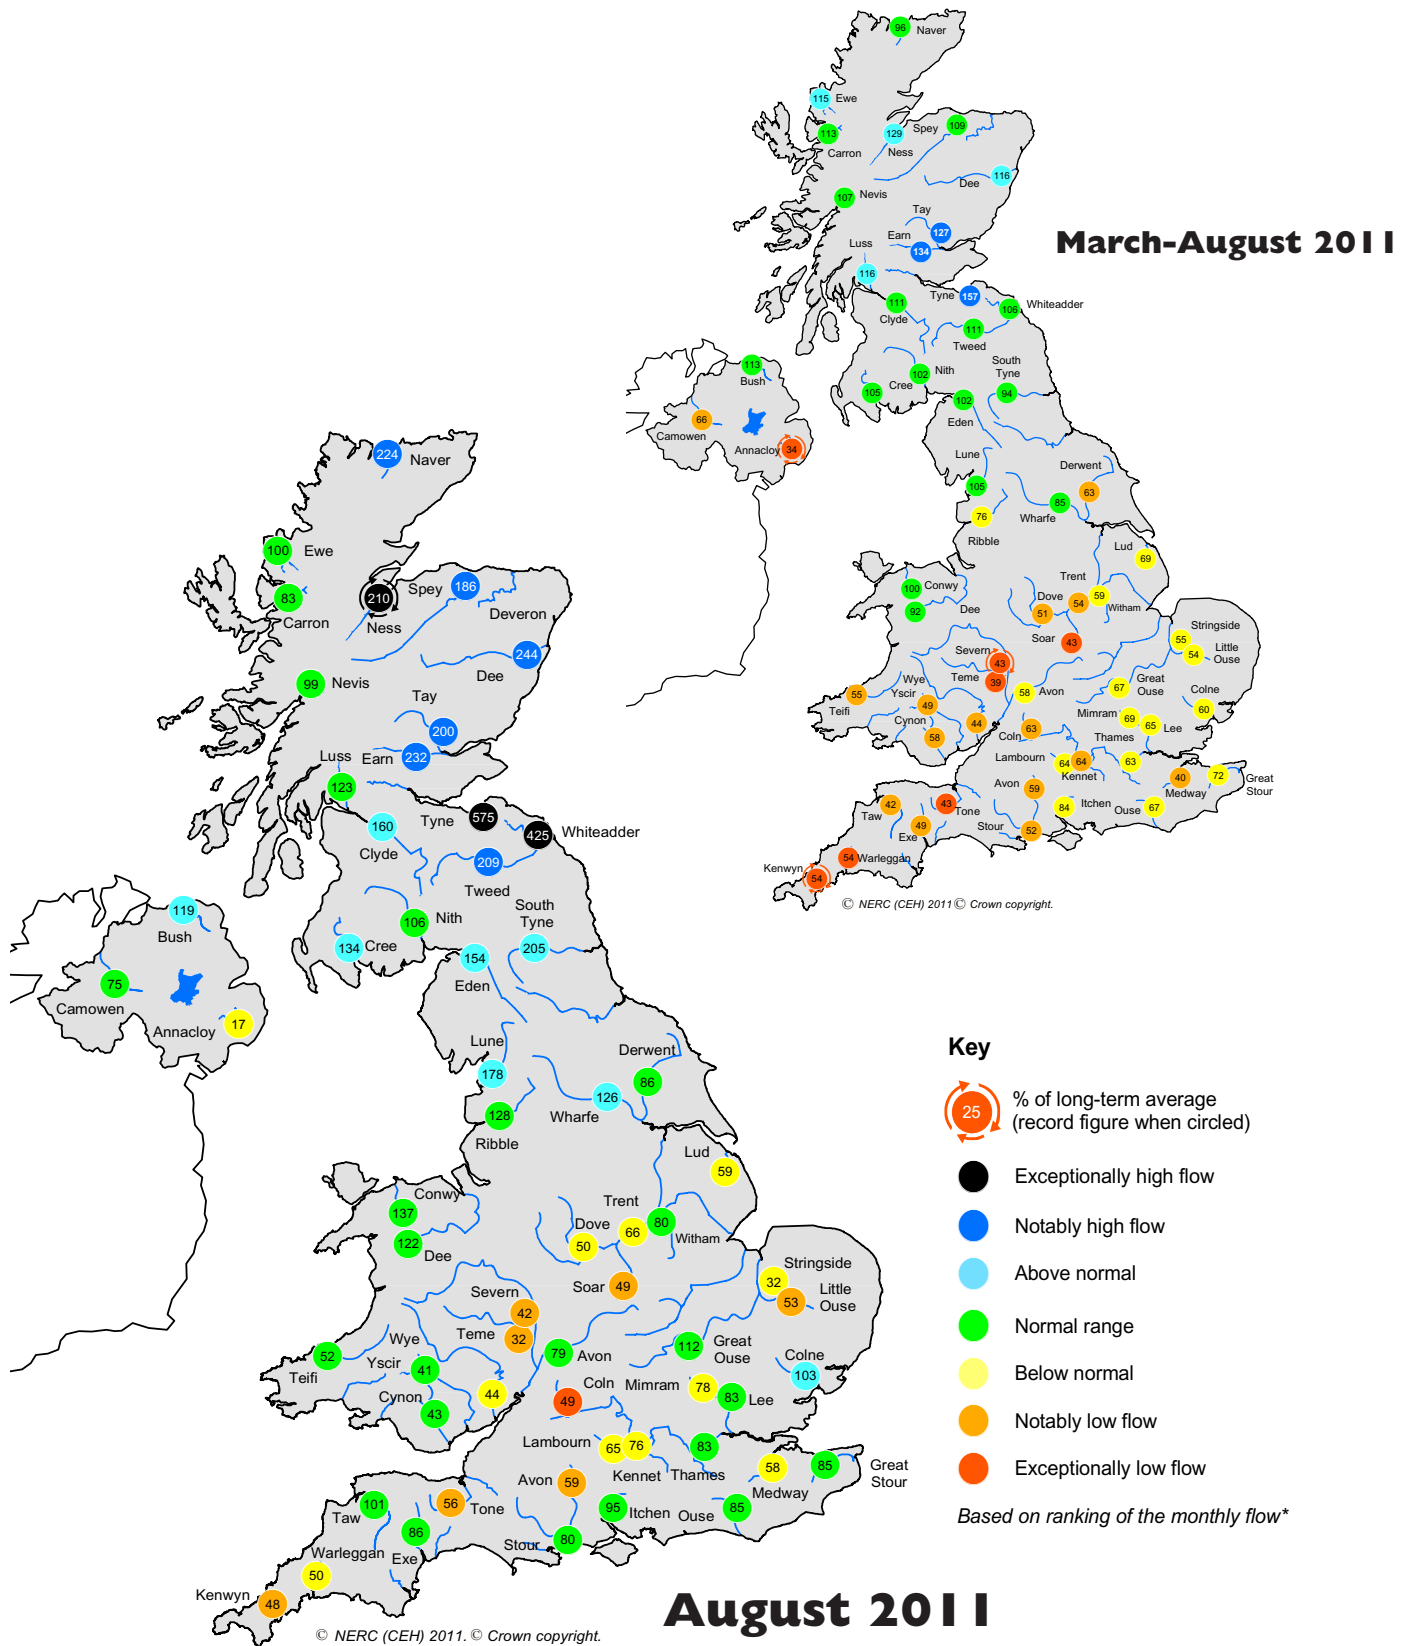 96 Naver
115 Ewe
113
Carron
129
Ness
Spey 109
Dee 116
107 Nevis
Tay
127
Earn
134
Luss
116
March-August 2011
Tyne 157
106 Whiteadder
111
Clyde
111
Tweed
113
Bush
102 Nith
105 Cree
South
Tyne
94
102
Eden
66
Camowen
Annacloy 34
Lune
105
76
Ribble
Derwent
63
85
Wharfe
Lud
69
100 Conwy
92
Dee
Trent
54 59
Witham
Dove
51
Soar 43
Stringside
55
54 Little
Ouse
Severn
43
Teme 39
Wye
Yscir
49
55
Teifi
Cynon
58
44
58 Avon
67 Great
Ouse
Colne
60
Mimram 69 65 Lee
Coln 63
Thames
63
Lambourn 64 64
Kennet
40
Medway
72 Great
Stour
Avon 59
84 Itchen
Ouse 67
42
Taw
49
Exe
43
Tone
Stour 52
54 Warleggan
Kenwyn
54
© NERC (CEH) 2011 © Crown copyright.
224 Naver
100 Ewe
83
Carron
210
Ness
Spey 186
Deveron
244
Dee
99 Nevis
Tay
200
Earn 232
Luss
123
160
Clyde
Tyne 575
425 Whiteadder
209
Tweed
119
Bush
106 Nith
134 Cree
South
Tyne
205
154
Eden
75
Camowen
Annacloy 17
Lune
178
128
Ribble
Derwent
86
126
Wharfe
Lud
59
Conwy
137
122
Dee
Trent
66 80
Witham
Dove
50
Soar 49
Stringside
32
53 Little
Ouse
Severn
42
Teme 32
Wye
Yscir
41
52
Teifi
Cynon
43
44
79 Avon
112 Great
Ouse
Colne
103
Coln
49
Mimram 78 83 Lee
Lambourn 65 76
Kennet
83
Thames
58
Medway
85 Great
Stour
Avon 59
95 Itchen
Ouse 85
101
Taw
86
Exe
56 Tone
Stour 80
Warleggan
50
Kenwyn
48
© NERC (CEH) 2011. © Crown copyright.
August 2011
Key
25 % of long-term average
(record figure when circled)
Exceptionally high flow
Notably high flow
Above normal
Normal range
Below normal
Notably low flow
Exceptionally low flow
Based on ranking of the monthly flow*